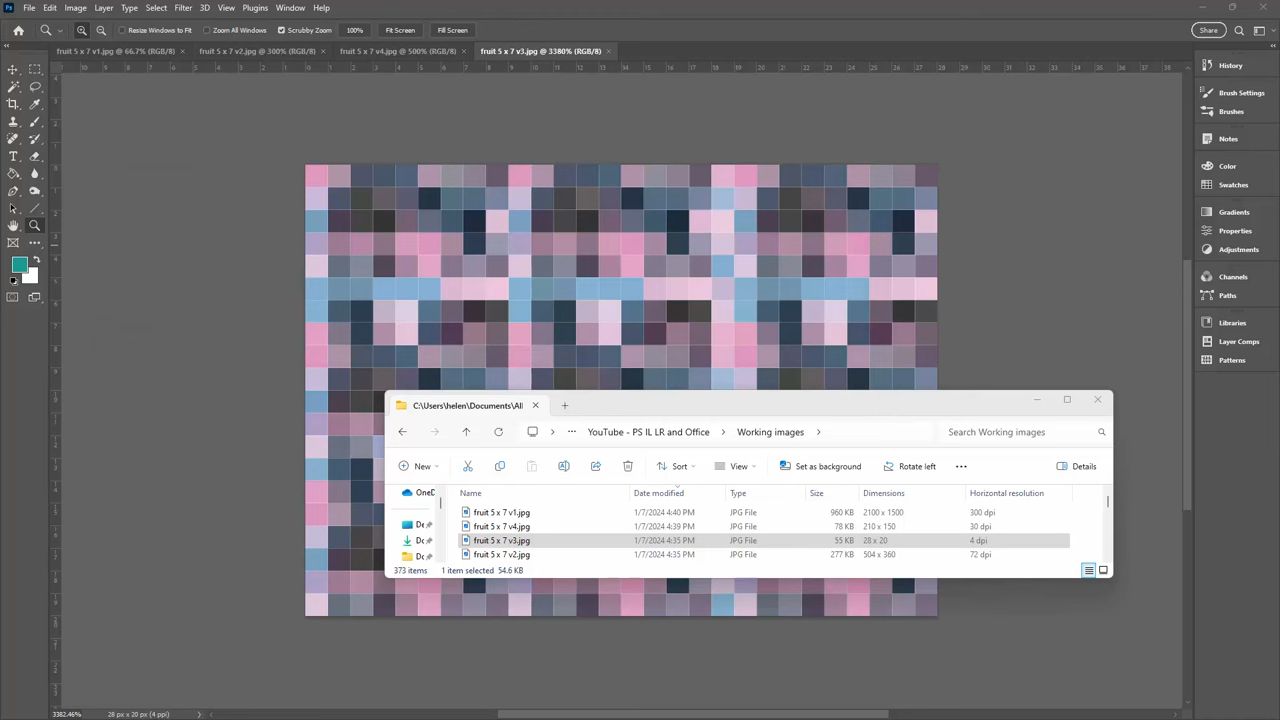 Ps File Edit Image Layer Type Select Filter 3D View Plugins Window Help
Resize Windows to Fit Zoom All Windows Scrubby Zoom 100% Fit Screen Fill Screen Share
fruit 5 x 7 v1.jpg @ 66.7% (RGB/8) × fruit 5 x 7 v2.jpg @ 300% (RGB/8) × fruit 5 x 7 v4.jpg @ 500% (RGB/8) × fruit 5 x 7 v3.jpg @ 3380% (RGB/8) ×
History
Brush Settings
Brushes
Notes
Color
Swatches
Gradients
Properties
Adjustments
Channels
Paths
Libraries
Layer Comps
Patterns
C:\Users\helen\Documents\All
YouTube - PS IL LR and Office > Working images > Search Working images
New Sort View Set as background Rotate left ... Details
Name Date modified Type Size Dimensions Horizontal resolution
fruit 5 x 7 v1.jpg 1/7/2024 4:40 PM JPG File 960 KB 2100 x 1500 300 dpi
fruit 5 x 7 v4.jpg 1/7/2024 4:39 PM JPG File 78 KB 210 x 150 30 dpi
fruit 5 x 7 v3.jpg 1/7/2024 4:35 PM JPG File 55 KB 28 x 20 4 dpi
fruit 5 x 7 v2.jpg 1/7/2024 4:35 PM JPG File 277 KB 504 x 360 72 dpi
OneD
De
Do
Do
373 items 1 item selected 54.6 KB
3382.46% 28 px x 20 px (4 ppi)